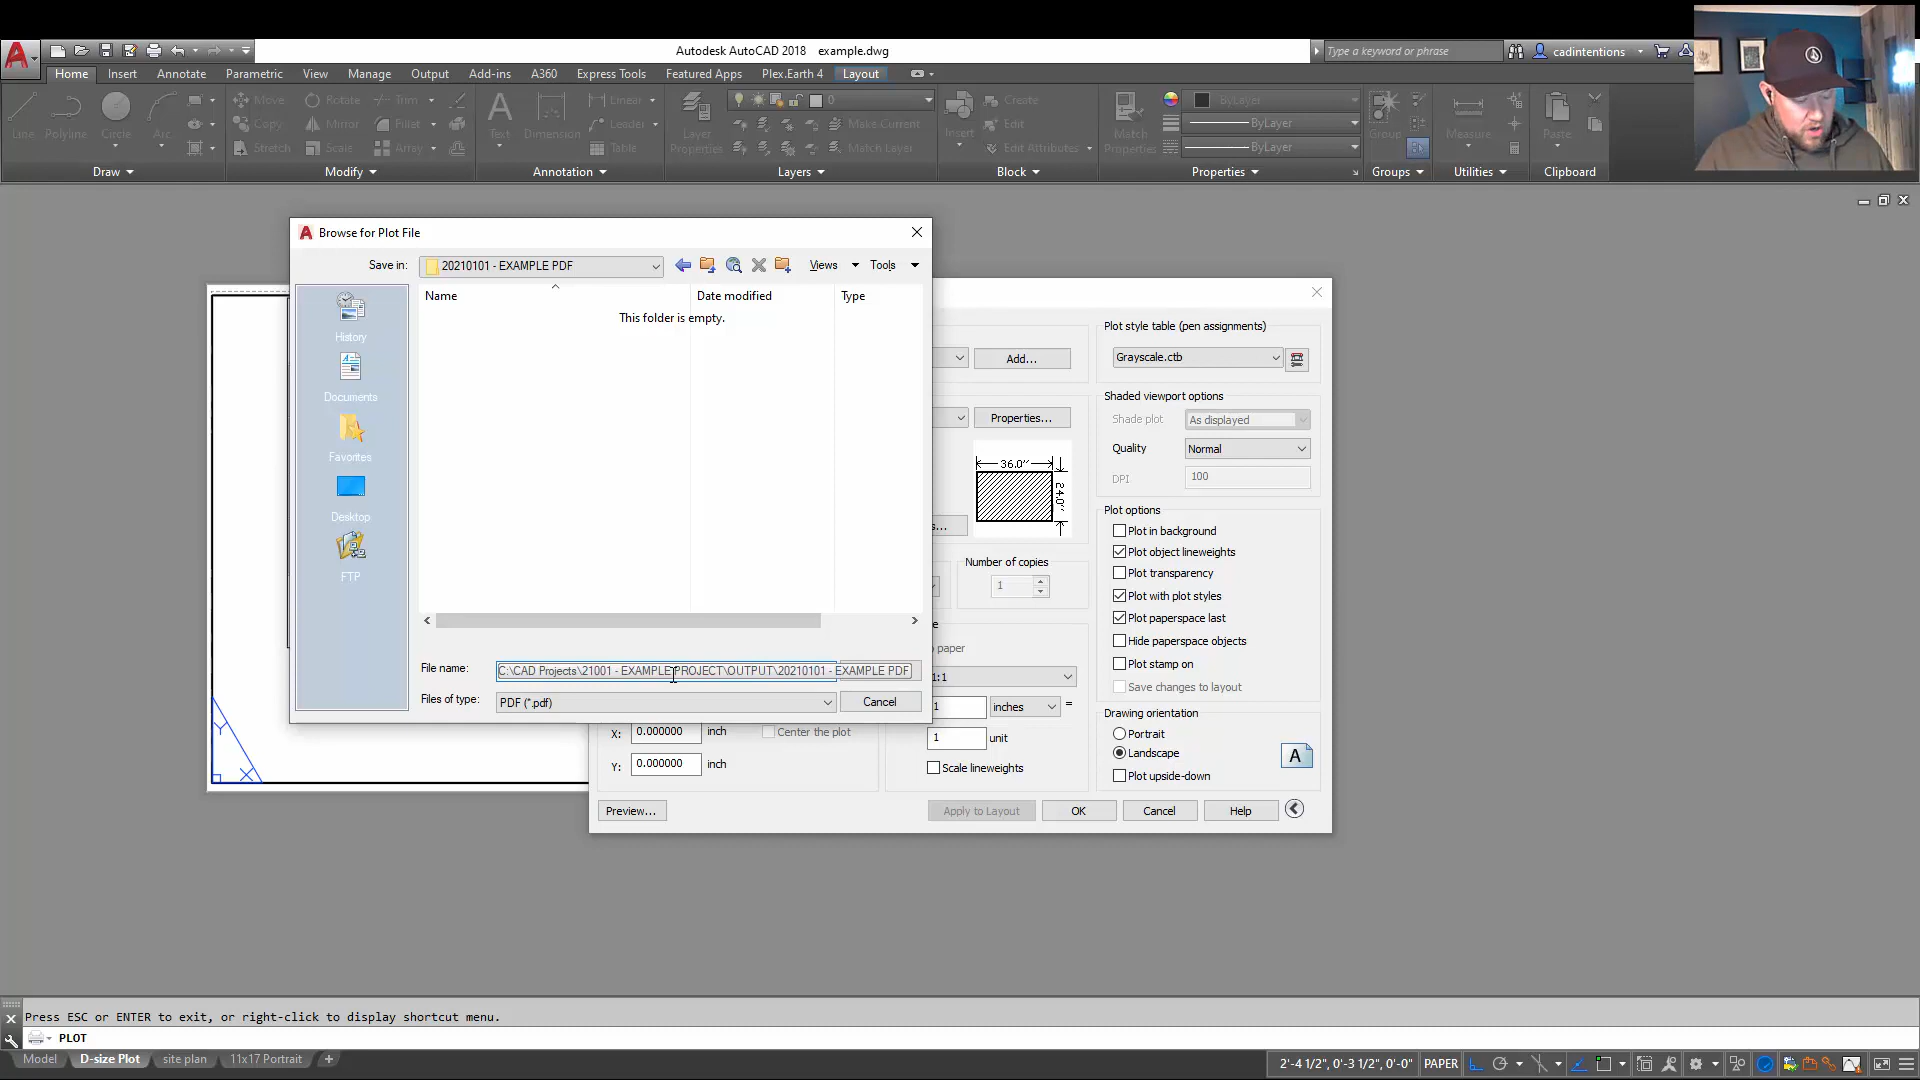 Autodesk AutoCAD 2018 example.dwg
Type a keyword or phrase
cadintentions
Home Insert Annotate Parametric View Manage Output Add-ins A360 Express Tools Featured Apps Plex.Earth 4 Layout
Line Polyline Circle Arc
Move Rotate Trim
Copy Mirror Fillet
Stretch Scale Array
Text Dimension
Linear
Leader
Table
Layer Properties
0
Make Current
Match Layer
Insert
Create
Edit
Edit Attributes
Match Properties
ByLayer
ByLayer
ByLayer
Group
Measure
Paste
Draw Modify Annotation Layers Block Properties Groups Utilities Clipboard
Browse for Plot File
Save in: 20210101 - EXAMPLE PDF
Views Tools
Name Date modified Type
This folder is empty.
History
Documents
Favorites
Desktop
FTP
File name: C:\CAD Projects\21001 - EXAMPLE PROJECT\OUTPUT\20210101 - EXAMPLE PDF
Files of type: PDF (*.pdf)
Cancel
Add...
Properties...
36.0''
24.0''
Number of copies
1
paper
1:1
1 inches =
1 unit
Scale lineweights
X: 0.000000 inch
Center the plot
Y: 0.000000 inch
Plot style table (pen assignments)
Grayscale.ctb
Shaded viewport options
Shade plot As displayed
Quality Normal
DPI 100
Plot options
Plot in background
Plot object lineweights
Plot transparency
Plot with plot styles
Plot paperspace last
Hide paperspace objects
Plot stamp on
Save changes to layout
Drawing orientation
Portrait
Landscape
Plot upside-down
A
Preview... Apply to Layout OK Cancel Help
Y
X
Press ESC or ENTER to exit, or right-click to display shortcut menu.
PLOT
Model D-size Plot site plan 11x17 Portrait +
2'-4 1/2", 0'-3 1/2", 0'-0" PAPER